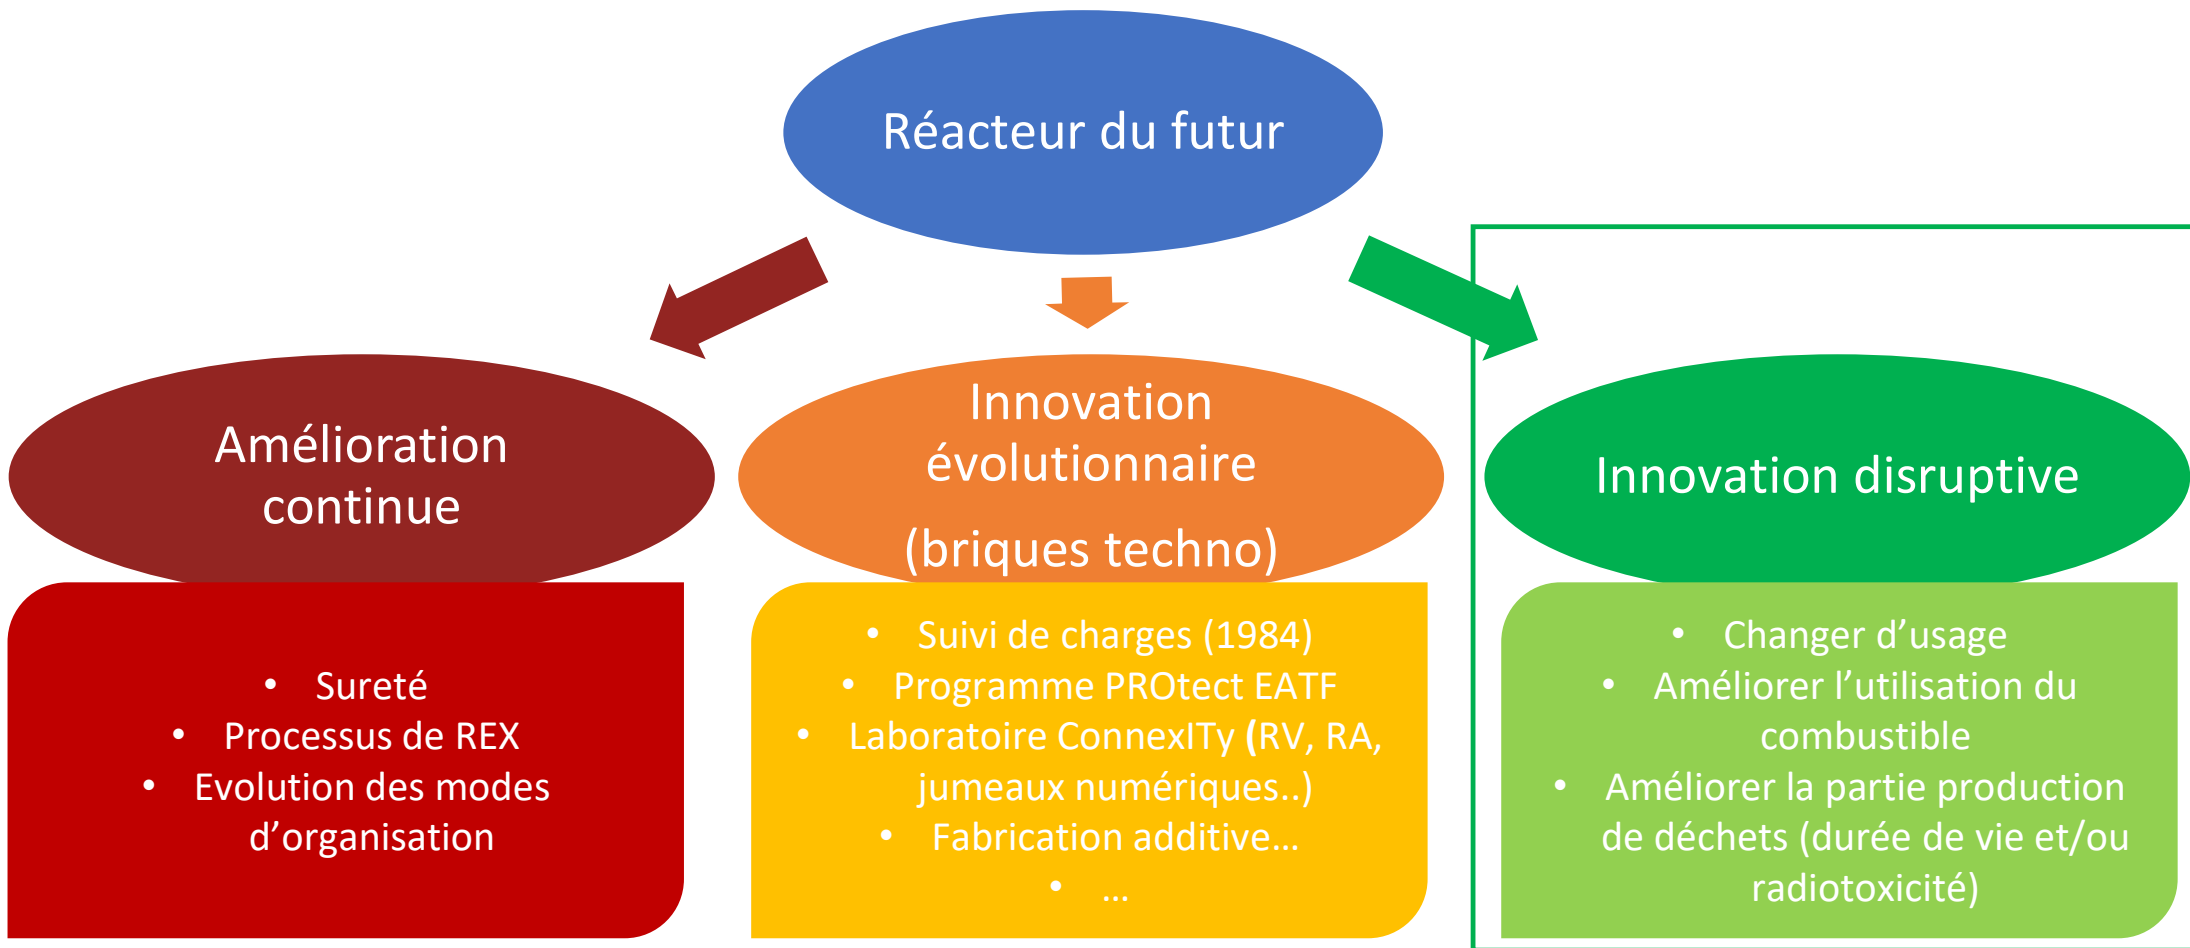 Réacteur du futur
Amélioration
continue
Innovation
évolutionnaire
(briques techno)
Innovation disruptive
• Sureté
• Processus de REX
• Evolution des modes
d’organisation
• Suivi de charges (1984)
• Programme PROtect EATF
• Laboratoire ConnexITy (RV, RA,
jumeaux numériques..)
• Fabrication additive…
• …
• Changer d’usage
• Améliorer l’utilisation du
combustible
• Améliorer la partie production
de déchets (durée de vie et/ou
radiotoxicité)